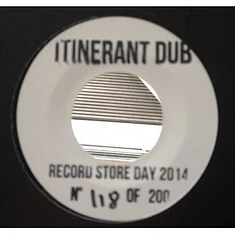 ITINERANT DUB
RECORD STORE DAY 2014
Nº 118 OF 200